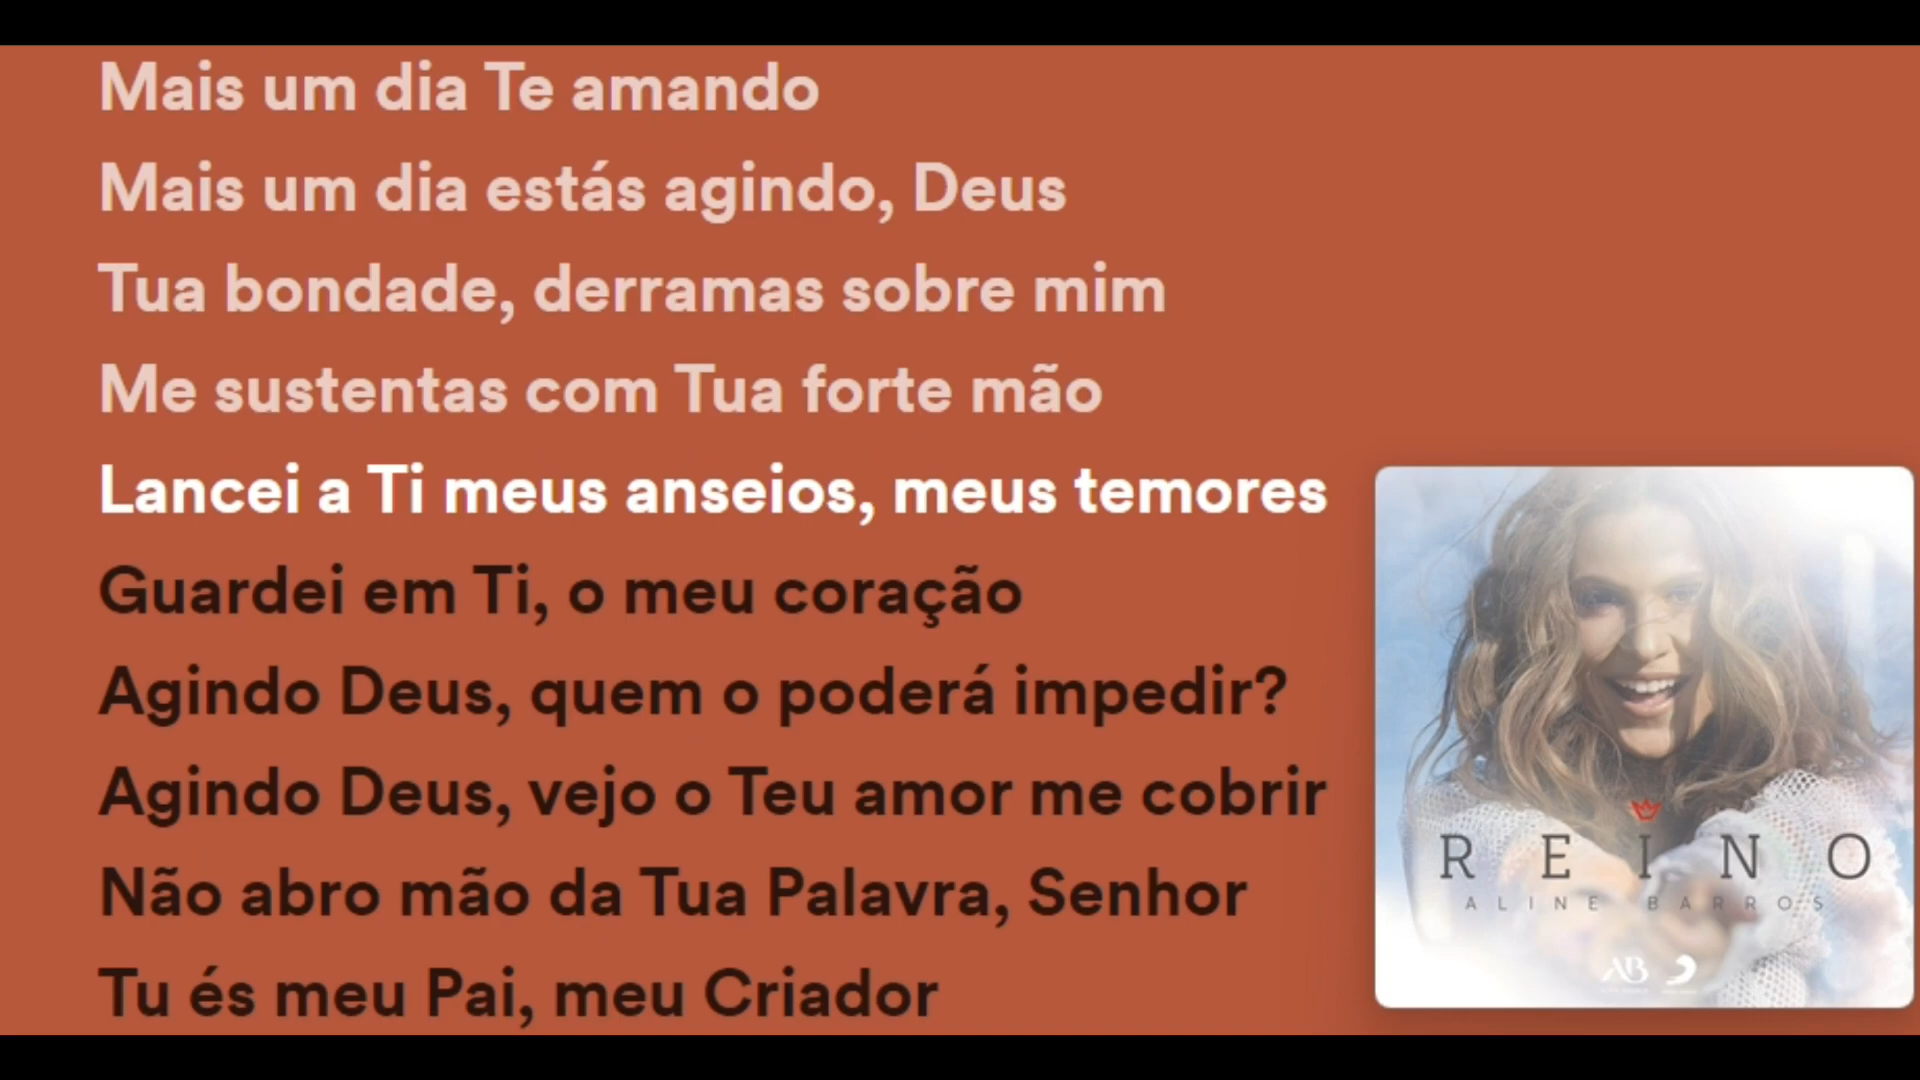 Mais um dia Te amando
Mais um dia estás agindo, Deus
Tua bondade, derramas sobre mim
Me sustentas com Tua forte mão
Lancei a Ti meus anseios, meus temores
Guardei em Ti, o meu coração
Agindo Deus, quem o poderá impedir?
Agindo Deus, vejo o Teu amor me cobrir
Não abro mão da Tua Palavra, Senhor
Tu és meu Pai, meu Criador
REINO
ALINE BARROS
AB